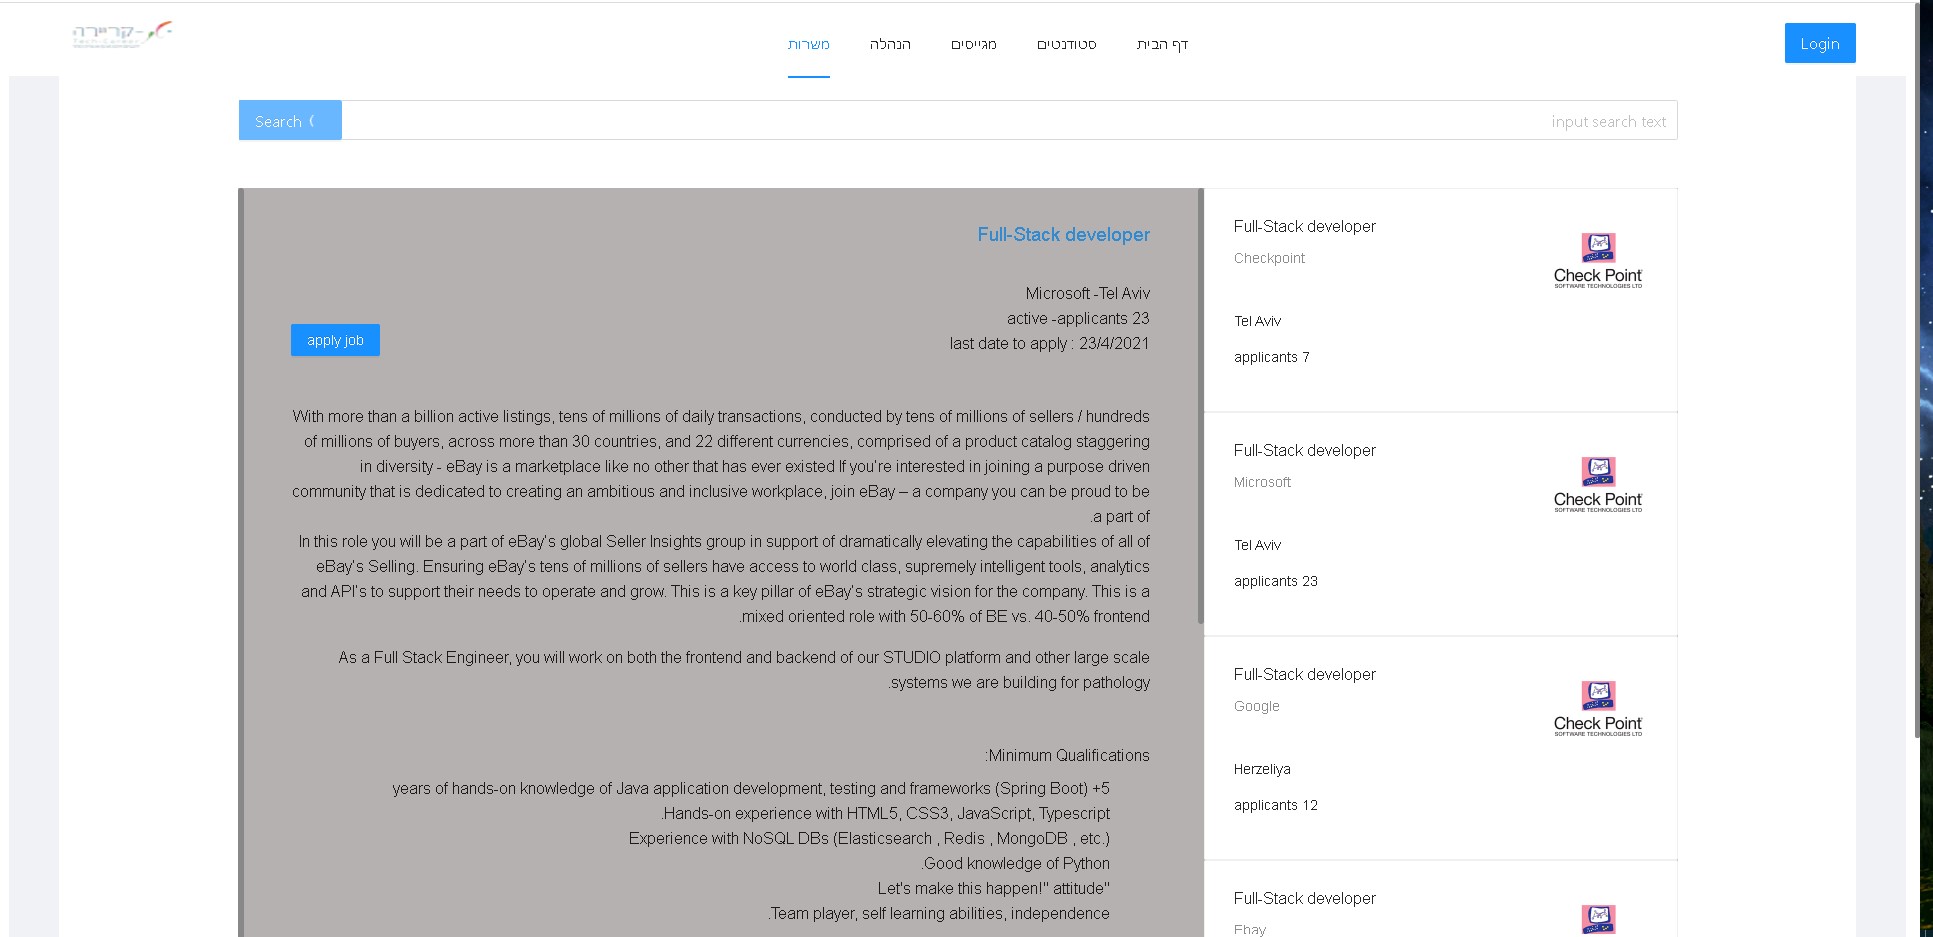 קריירה-
Tech-Career
דף הבית
סטודנטים
מגייסים
הנהלה
משרות
Login
input search text
Search
Full-Stack developer
Checkpoint
Check Point
SOFTWARE TECHNOLOGIES LTD
Tel Aviv
applicants 7
Full-Stack developer
Microsoft
Check Point
SOFTWARE TECHNOLOGIES LTD
Tel Aviv
applicants 23
Full-Stack developer
Google
Check Point
SOFTWARE TECHNOLOGIES LTD
Herzeliya
applicants 12
Full-Stack developer
Ebay
Full-Stack developer
Microsoft -Tel Aviv
active -applicants 23
last date to apply : 23/4/2021
apply job
With more than a billion active listings, tens of millions of daily transactions, conducted by tens of millions of sellers / hundreds
of millions of buyers, across more than 30 countries, and 22 different currencies, comprised of a product catalog staggering
in diversity - eBay is a marketplace like no other that has ever existed If you're interested in joining a purpose driven
community that is dedicated to creating an ambitious and inclusive workplace, join eBay – a company you can be proud to be
.a part of
In this role you will be a part of eBay's global Seller Insights group in support of dramatically elevating the capabilities of all of
eBay's Selling. Ensuring eBay's tens of millions of sellers have access to world class, supremely intelligent tools, analytics
and API's to support their needs to operate and grow. This is a key pillar of eBay's strategic vision for the company. This is a
.mixed oriented role with 50-60% of BE vs. 40-50% frontend
As a Full Stack Engineer, you will work on both the frontend and backend of our STUDIO platform and other large scale
.systems we are building for pathology
:Minimum Qualifications
years of hands-on knowledge of Java application development, testing and frameworks (Spring Boot) +5
.Hands-on experience with HTML5, CSS3, JavaScript, Typescript
Experience with NoSQL DBs (Elasticsearch , Redis , MongoDB , etc.)
.Good knowledge of Python
Let's make this happen!" attitude"
.Team player, self learning abilities, independence